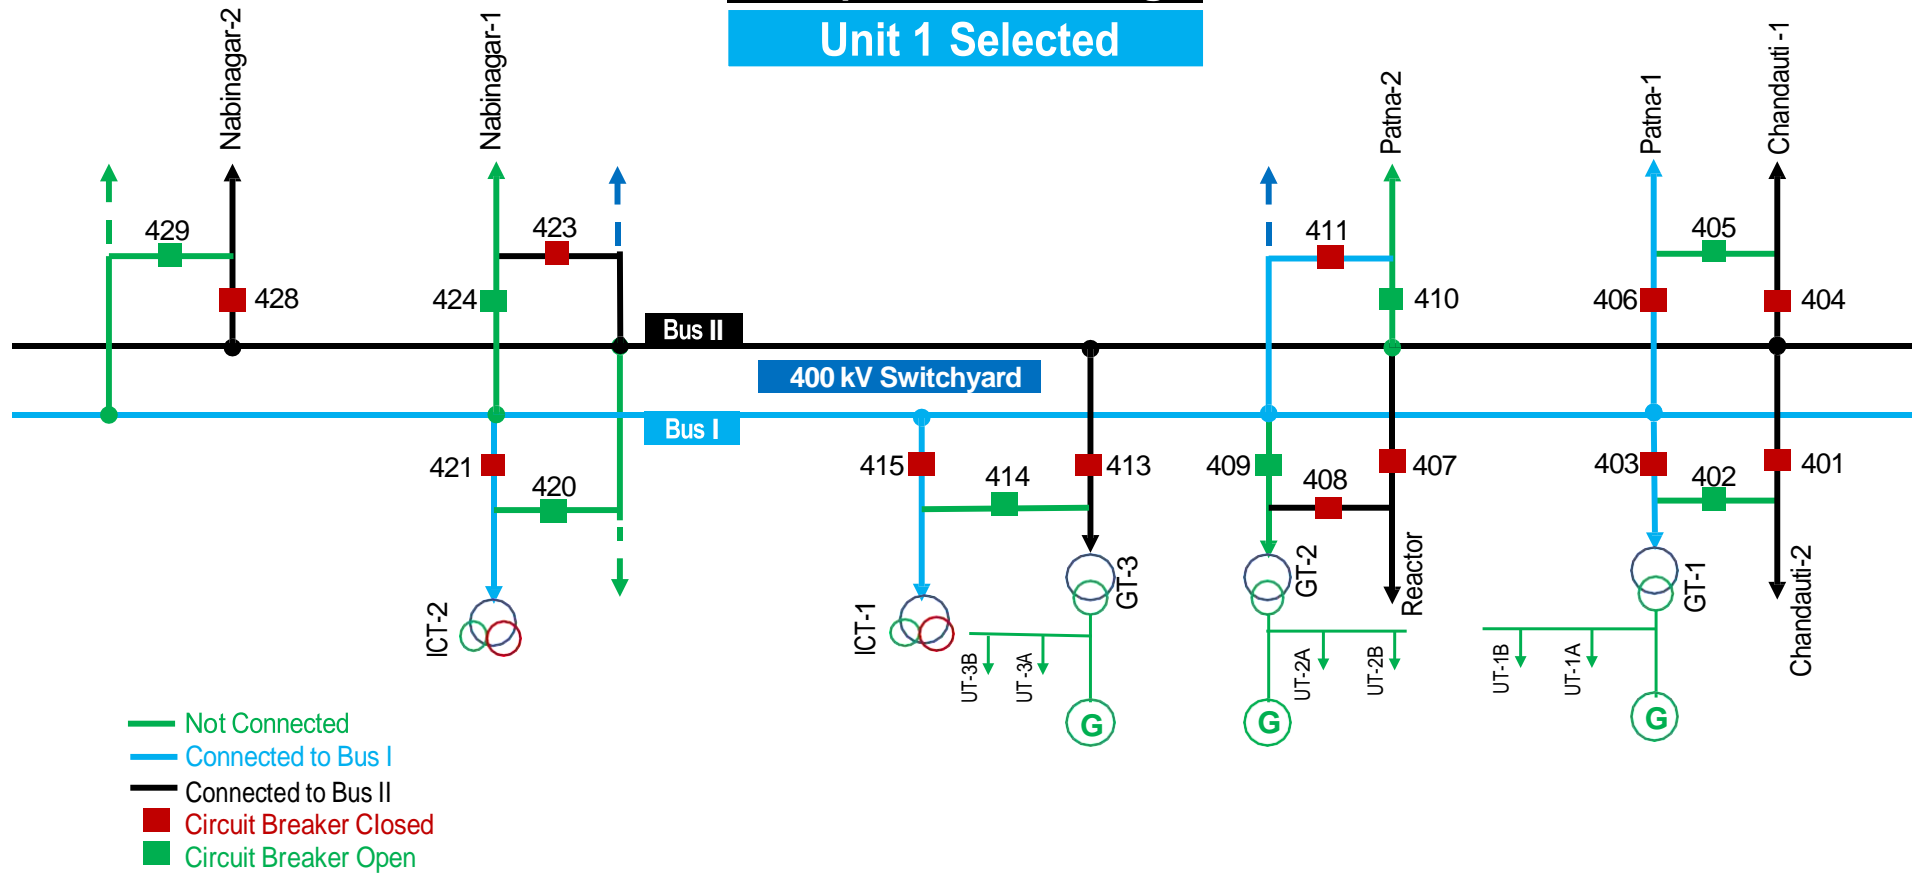 Unit 1 Selected
Nabinagar-2
Nabinagar-1
Patna-2
Patna-1
Chandauti -1
429
428
423
424
411
410
405
406
404
Bus II
400 kV Switchyard
Bus I
421
420
415
414
413
409
408
407
403
402
401
ICT-2
ICT-1
GT-3
GT-2
Reactor
GT-1
Chandauti-2
UT-3B
UT-3A
UT-2A
UT-2B
UT-1B
UT-1A
G
G
G
Not Connected
Connected to Bus I
Connected to Bus II
Circuit Breaker Closed
Circuit Breaker Open